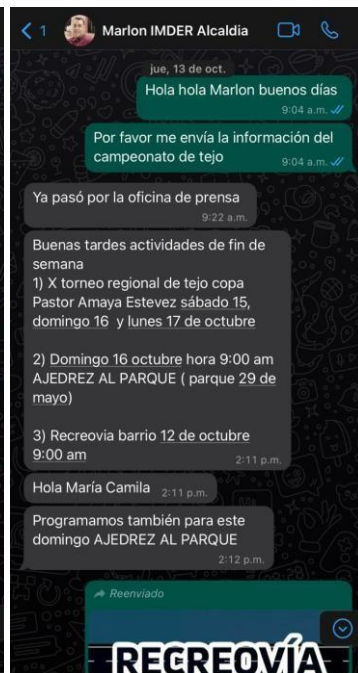 1
Marlon IMDER Alcaldia
jue, 13 de oct.
Hola hola Marlon buenos días
9:04 a.m.
Por favor me envía la información del
campeonato de tejo
9:04 a.m.
Ya pasó por la oficina de prensa
9:22 a.m.
Buenas tardes actividades de fin de
semana
1) X torneo regional de tejo copa
Pastor Amaya Estevez sábado 15,
domingo 16 y lunes 17 de octubre
2) Domingo 16 octubre hora 9:00 am
AJEDREZ AL PARQUE ( parque 29 de
mayo)
3) Recreovia barrio 12 de octubre
9:00 am
2:11 p.m.
Hola María Camila
2:11 p.m.
Programamos también para este
domingo AJEDREZ AL PARQUE
2:12 p.m.
Reenviado
RECREOVÍA